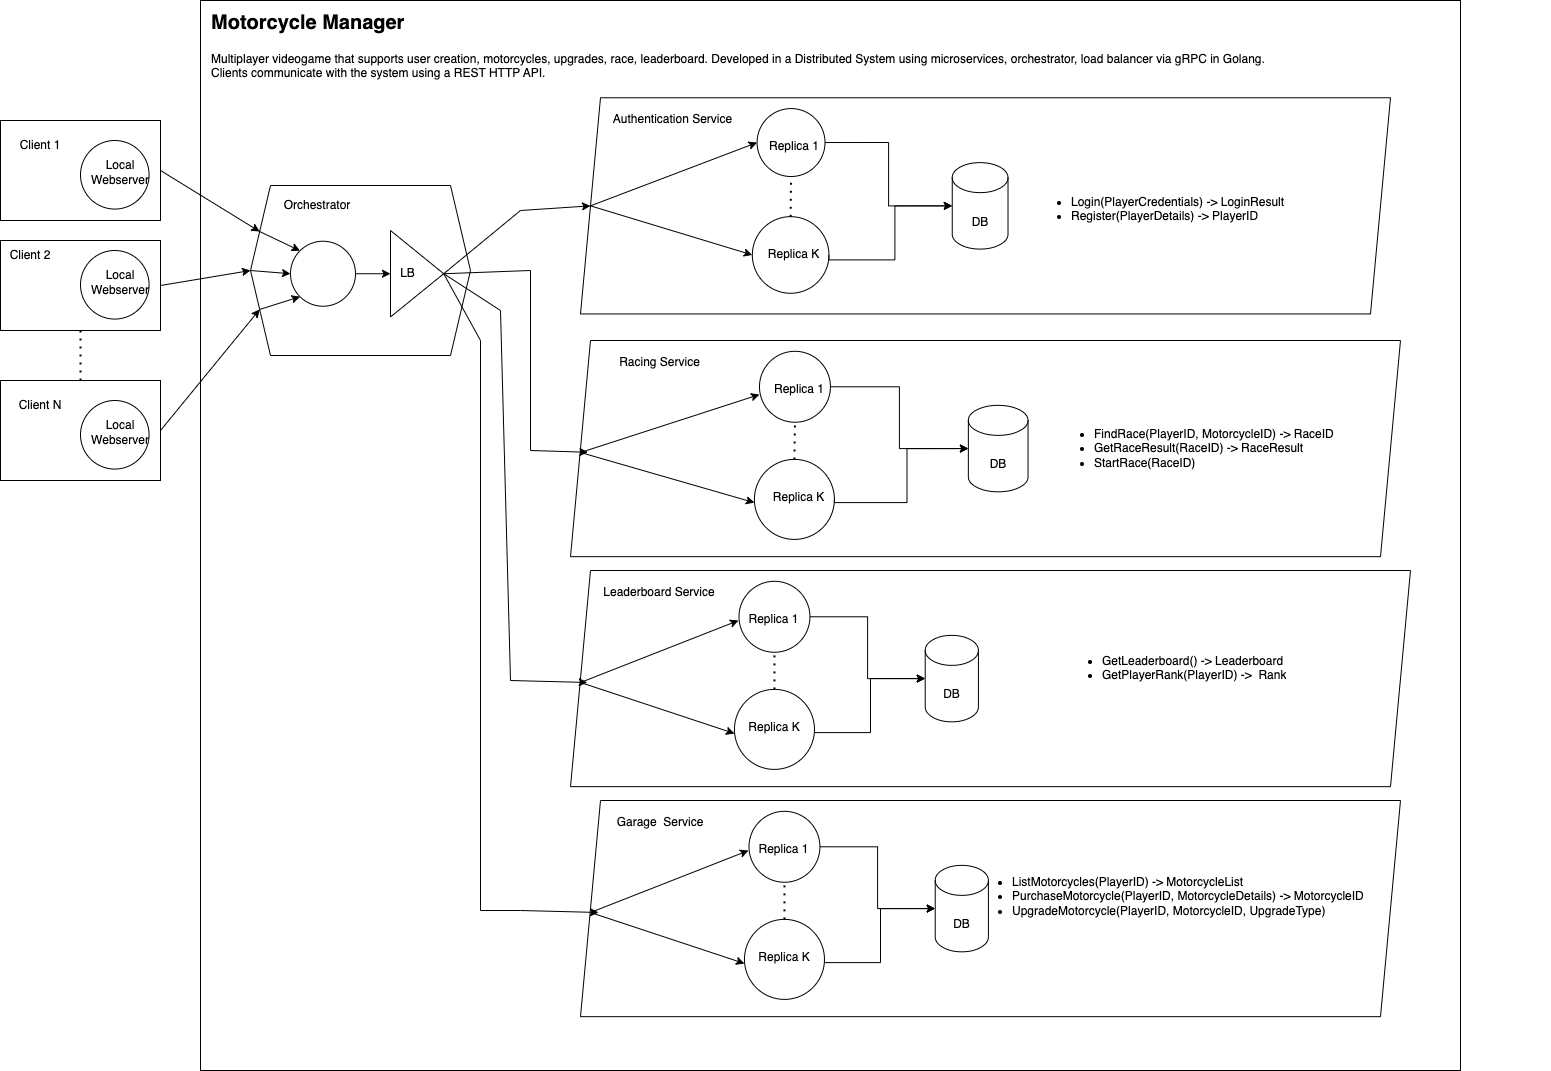 Motorcycle Manager
Multiplayer videogame that supports user creation, motorcycles, upgrades, race, leaderboard. Developed in a Distributed System using microservices, orchestrator, load balancer via gRPC in Golang.
Clients communicate with the system using a REST HTTP API.
Client 1
Local
Webserver
Client 2
Local
Webserver
Client N
Local
Webserver
Orchestrator
LB
Authentication Service
Replica 1
Replica K
DB
• Login(PlayerCredentials) -> LoginResult
• Register(PlayerDetails) -> PlayerID
Racing Service
Replica 1
Replica K
DB
• FindRace(PlayerID, MotorcycleID) -> RaceID
• GetRaceResult(RaceID) -> RaceResult
• StartRace(RaceID)
Leaderboard Service
Replica 1
Replica K
DB
• GetLeaderboard() -> Leaderboard
• GetPlayerRank(PlayerID) ->  Rank
Garage  Service
Replica 1
Replica K
DB
• ListMotorcycles(PlayerID) -> MotorcycleList
• PurchaseMotorcycle(PlayerID, MotorcycleDetails) -> MotorcycleID
• UpgradeMotorcycle(PlayerID, MotorcycleID, UpgradeType)